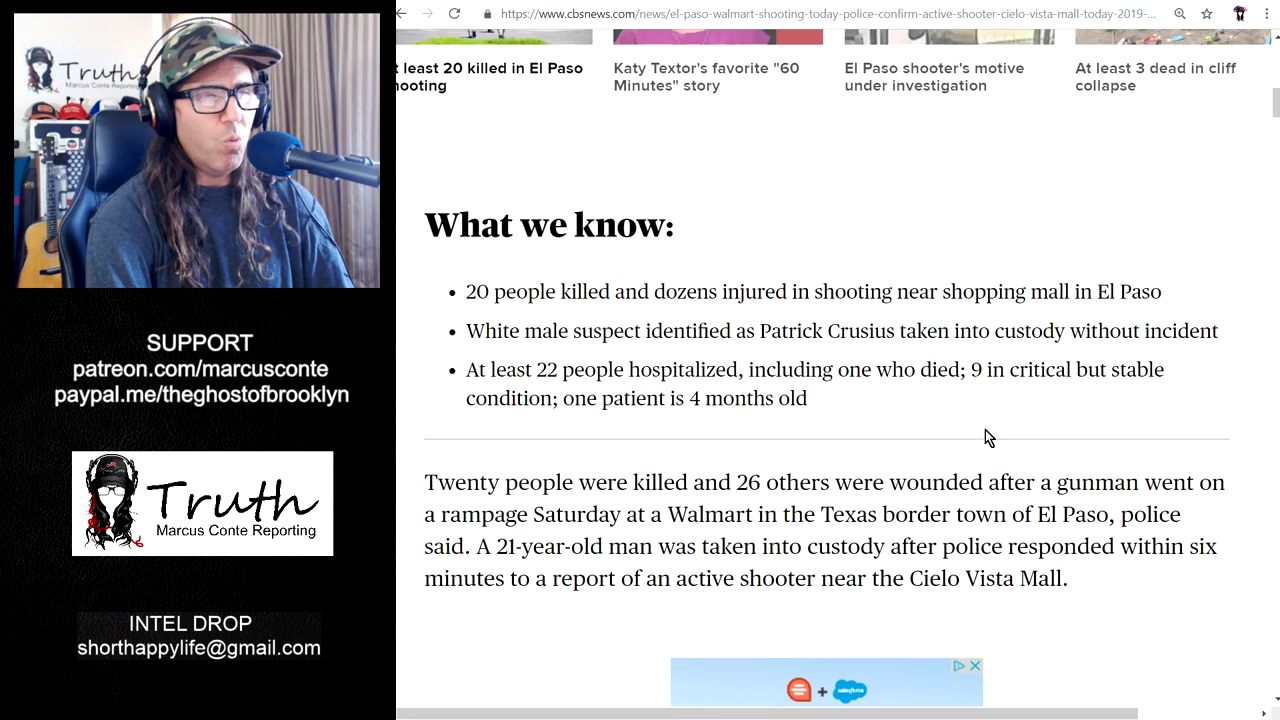 Truth
Marcus Conte Reporting
SUPPORT
patreon.com/marcusconte
paypal.me/theghostofbrooklyn
Truth
Marcus Conte Reporting
INTEL DROP
shorthappylife@gmail.com
https://www.cbsnews.com/news/el-paso-walmart-shooting-today-police-confirm-active-shooter-cielo-vista-mall-today-2019-...
t least 20 killed in El Paso
hooting
Katy Textor's favorite "60
Minutes" story
El Paso shooter's motive
under investigation
At least 3 dead in cliff
collapse
What we know:
• 20 people killed and dozens injured in shooting near shopping mall in El Paso
• White male suspect identified as Patrick Crusius taken into custody without incident
• At least 22 people hospitalized, including one who died; 9 in critical but stable
condition; one patient is 4 months old
Twenty people were killed and 26 others were wounded after a gunman went on
a rampage Saturday at a Walmart in the Texas border town of El Paso, police
said. A 21-year-old man was taken into custody after police responded within six
minutes to a report of an active shooter near the Cielo Vista Mall.
+ salesforce